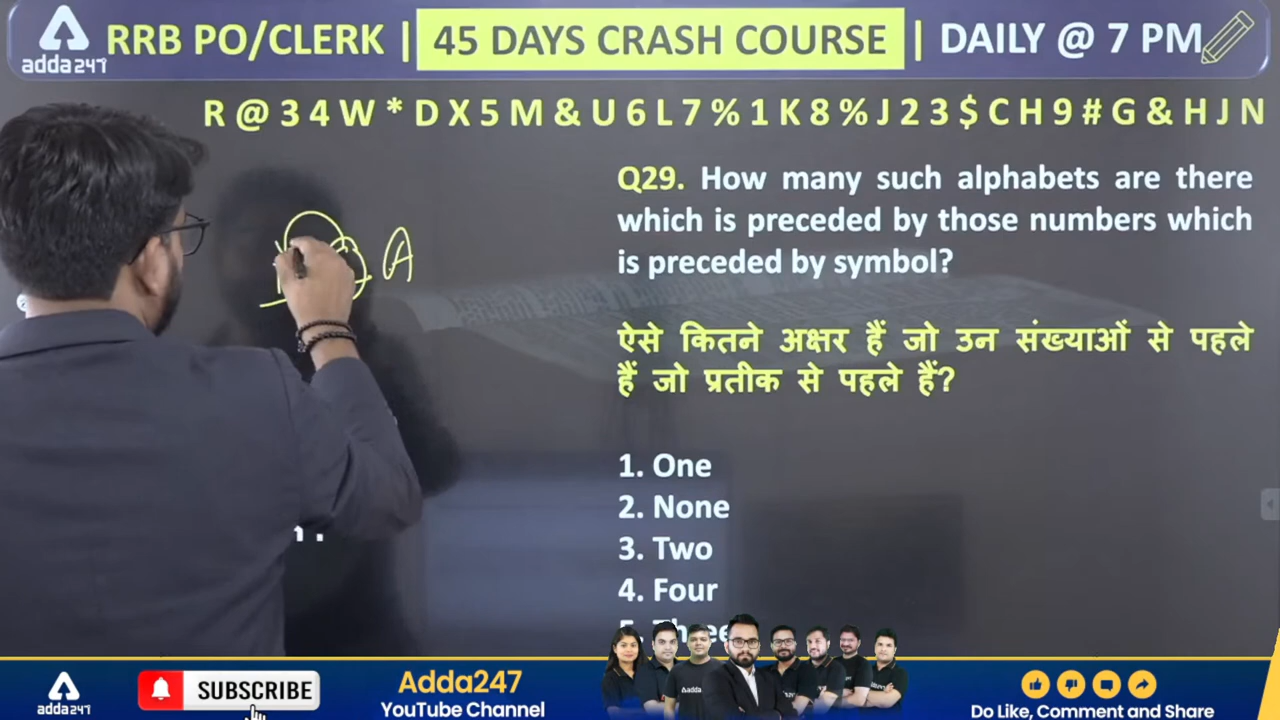 adda247
RRB PO/CLERK | 45 DAYS CRASH COURSE | DAILY @ 7 PM
R @ 3 4 W * D X 5 M & U 6 L 7 % 1 K 8 % J 2 3 $ C H 9 # G & H J N
Q29. How many such alphabets are there
which is preceded by those numbers which
is preceded by symbol?
A
ऐसे कितने अक्षर हैं जो उन संख्याओं से पहले
हैं जो प्रतीक से पहले हैं?
1. One
2. None
3. Two
4. Four
adda247
SUBSCRIBE
Adda247
YouTube Channel
Do Like, Comment and Share